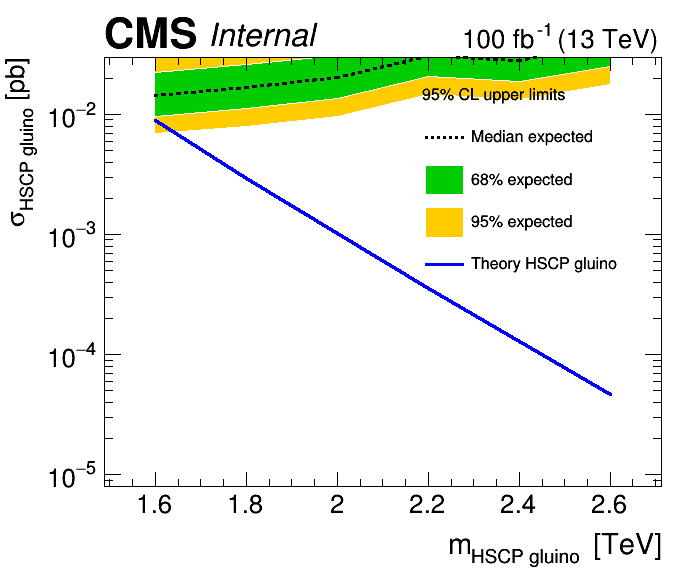 CMS Internal 100 fb⁻¹ (13 TeV)
σHSCP gluino [pb]
10⁻²
10⁻³
10⁻⁴
10⁻⁵
95% CL upper limits
Median expected
68% expected
95% expected
Theory HSCP gluino
1.6 1.8 2 2.2 2.4 2.6
mHSCP gluino [TeV]